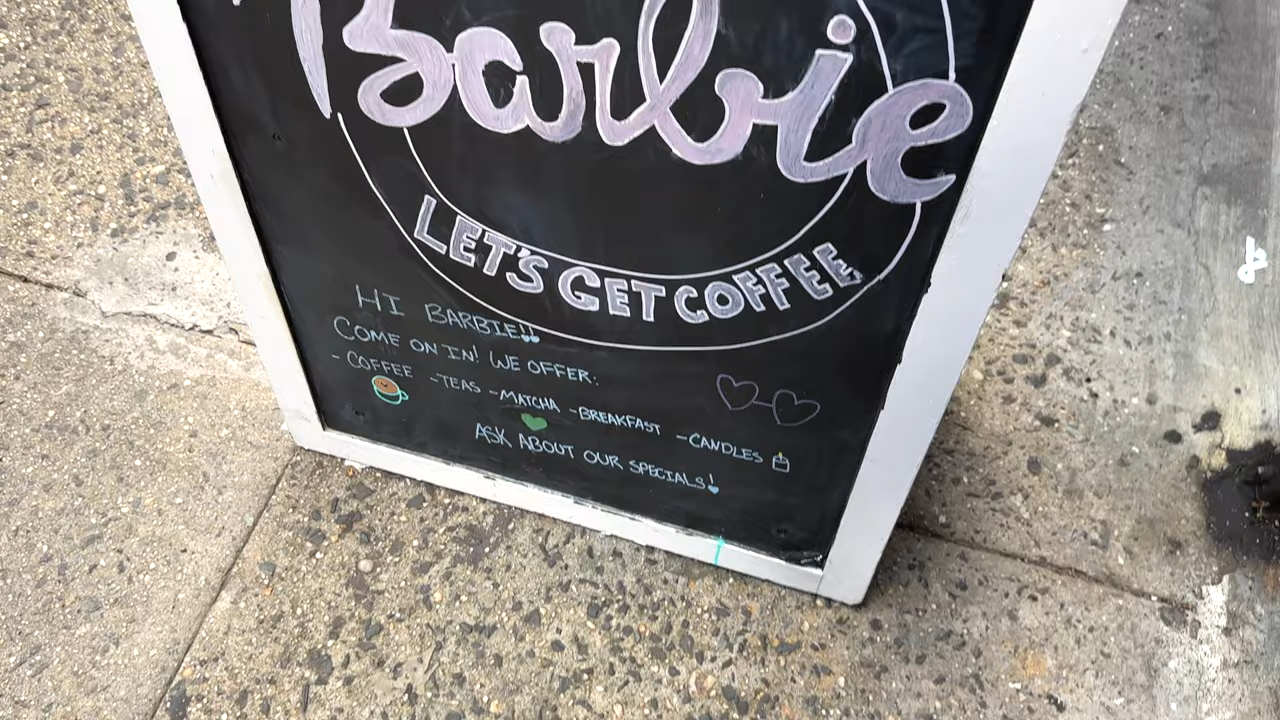 Barbie
LET'S GET COFFEE
HI BARBIE!!
COME ON IN! WE OFFER:
- COFFEE -TEAS -MATCHA -BREAKFAST -CANDLES
ASK ABOUT OUR SPECIALS!